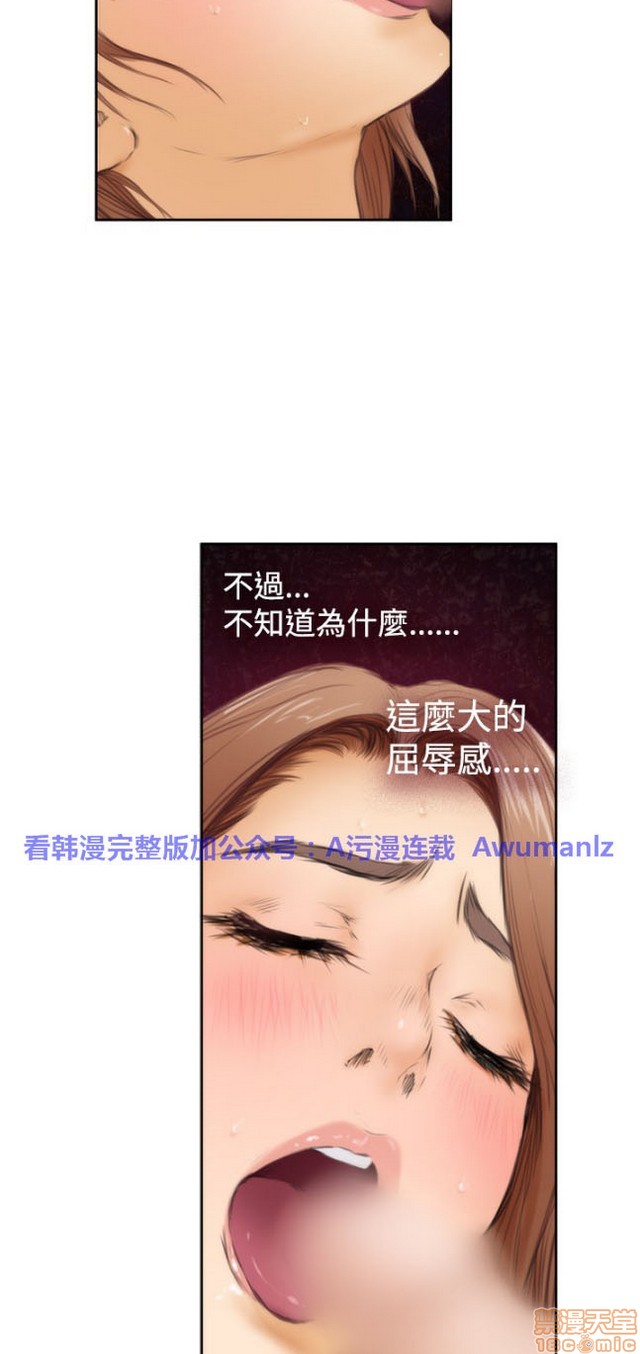 不過...
不知道為什麼......
這麼大的
屈辱感.....
看韩漫完整版加公众号：A污漫连载 Awumanlz
禁漫天堂
18comic